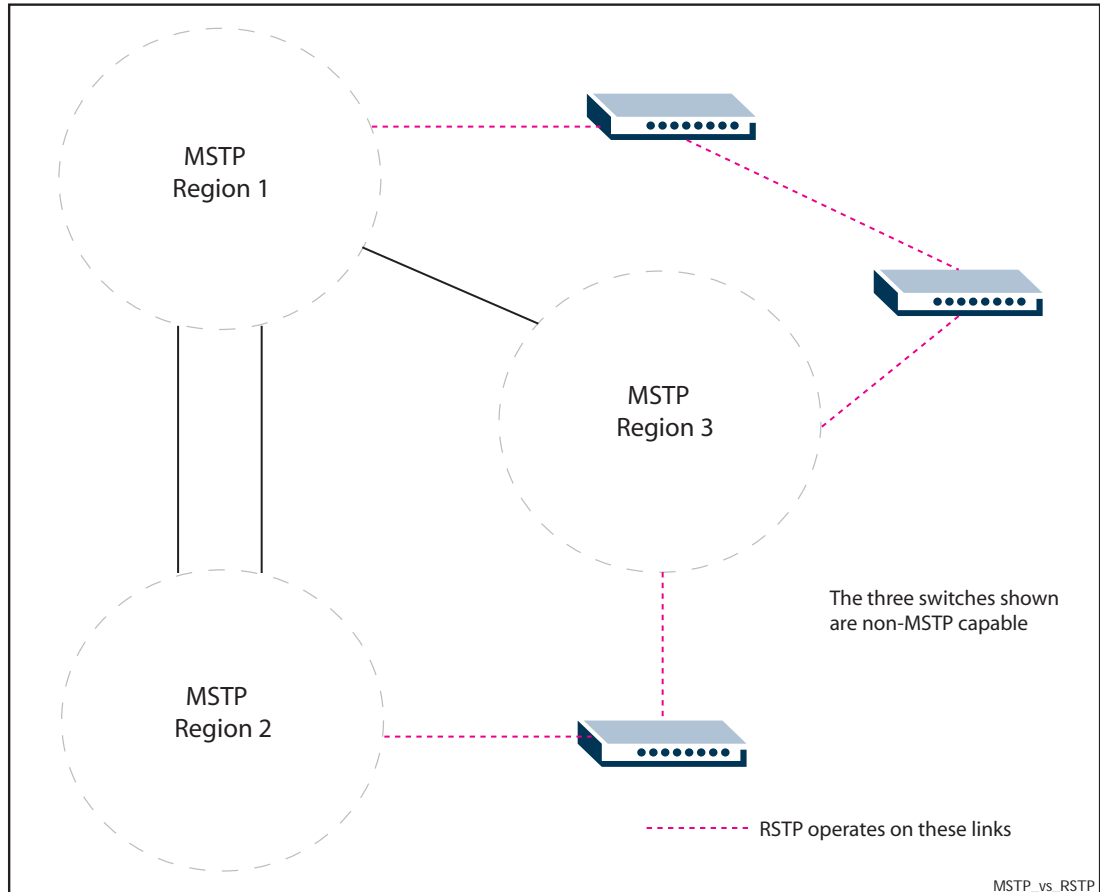 MSTP
Region 1
MSTP
Region 3
The three switches shown
are non-MSTP capable
MSTP
Region 2
RSTP operates on these links
MSTP_vs_RSTP